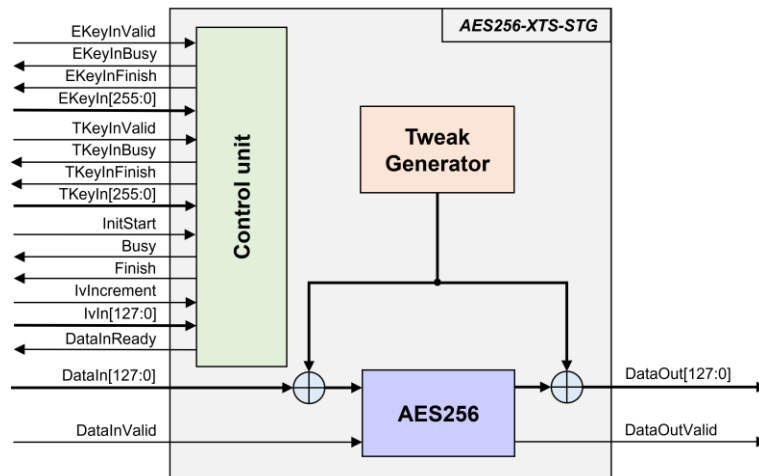 AES256-XTS-STG
EKeyInValid
EKeyInBusy
EKeyInFinish
EKeyIn[255:0]
TKeyInValid
TKeyInBusy
TKeyInFinish
TKeyIn[255:0]
InitStart
Busy
Finish
IvIncrement
IvIn[127:0]
DataInReady
DataIn[127:0]
DataInValid
Control unit
Tweak
Generator
AES256
DataOut[127:0]
DataOutValid